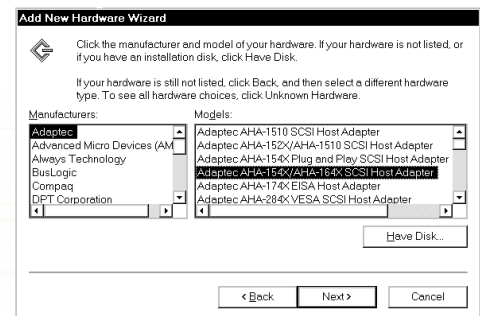 Add New Hardware Wizard
Click the manufacturer and model of your hardware. If your hardware is not listed, or
if you have an installation disk, click Have Disk.
If your hardware is still not listed, click Back, and then select a different hardware
type. To see all hardware choices, click Unknown Hardware.
Manufacturers:
Adaptec
Advanced Micro Devices (AM
Always Technology
BusLogic
Compaq
DPT Corporation
Models:
Adaptec AHA-1510 SCSI Host Adapter
Adaptec AHA-152X/AHA-1510 SCSI Host Adapter
Adaptec AHA-154X Plug and Play SCSI Host Adapter
Adaptec AHA-154X/AHA-164X SCSI Host Adapter
Adaptec AHA-174X EISA Host Adapter
Adaptec AHA-284X VESA SCSI Host Adapter
Have Disk...
< Back
Next >
Cancel